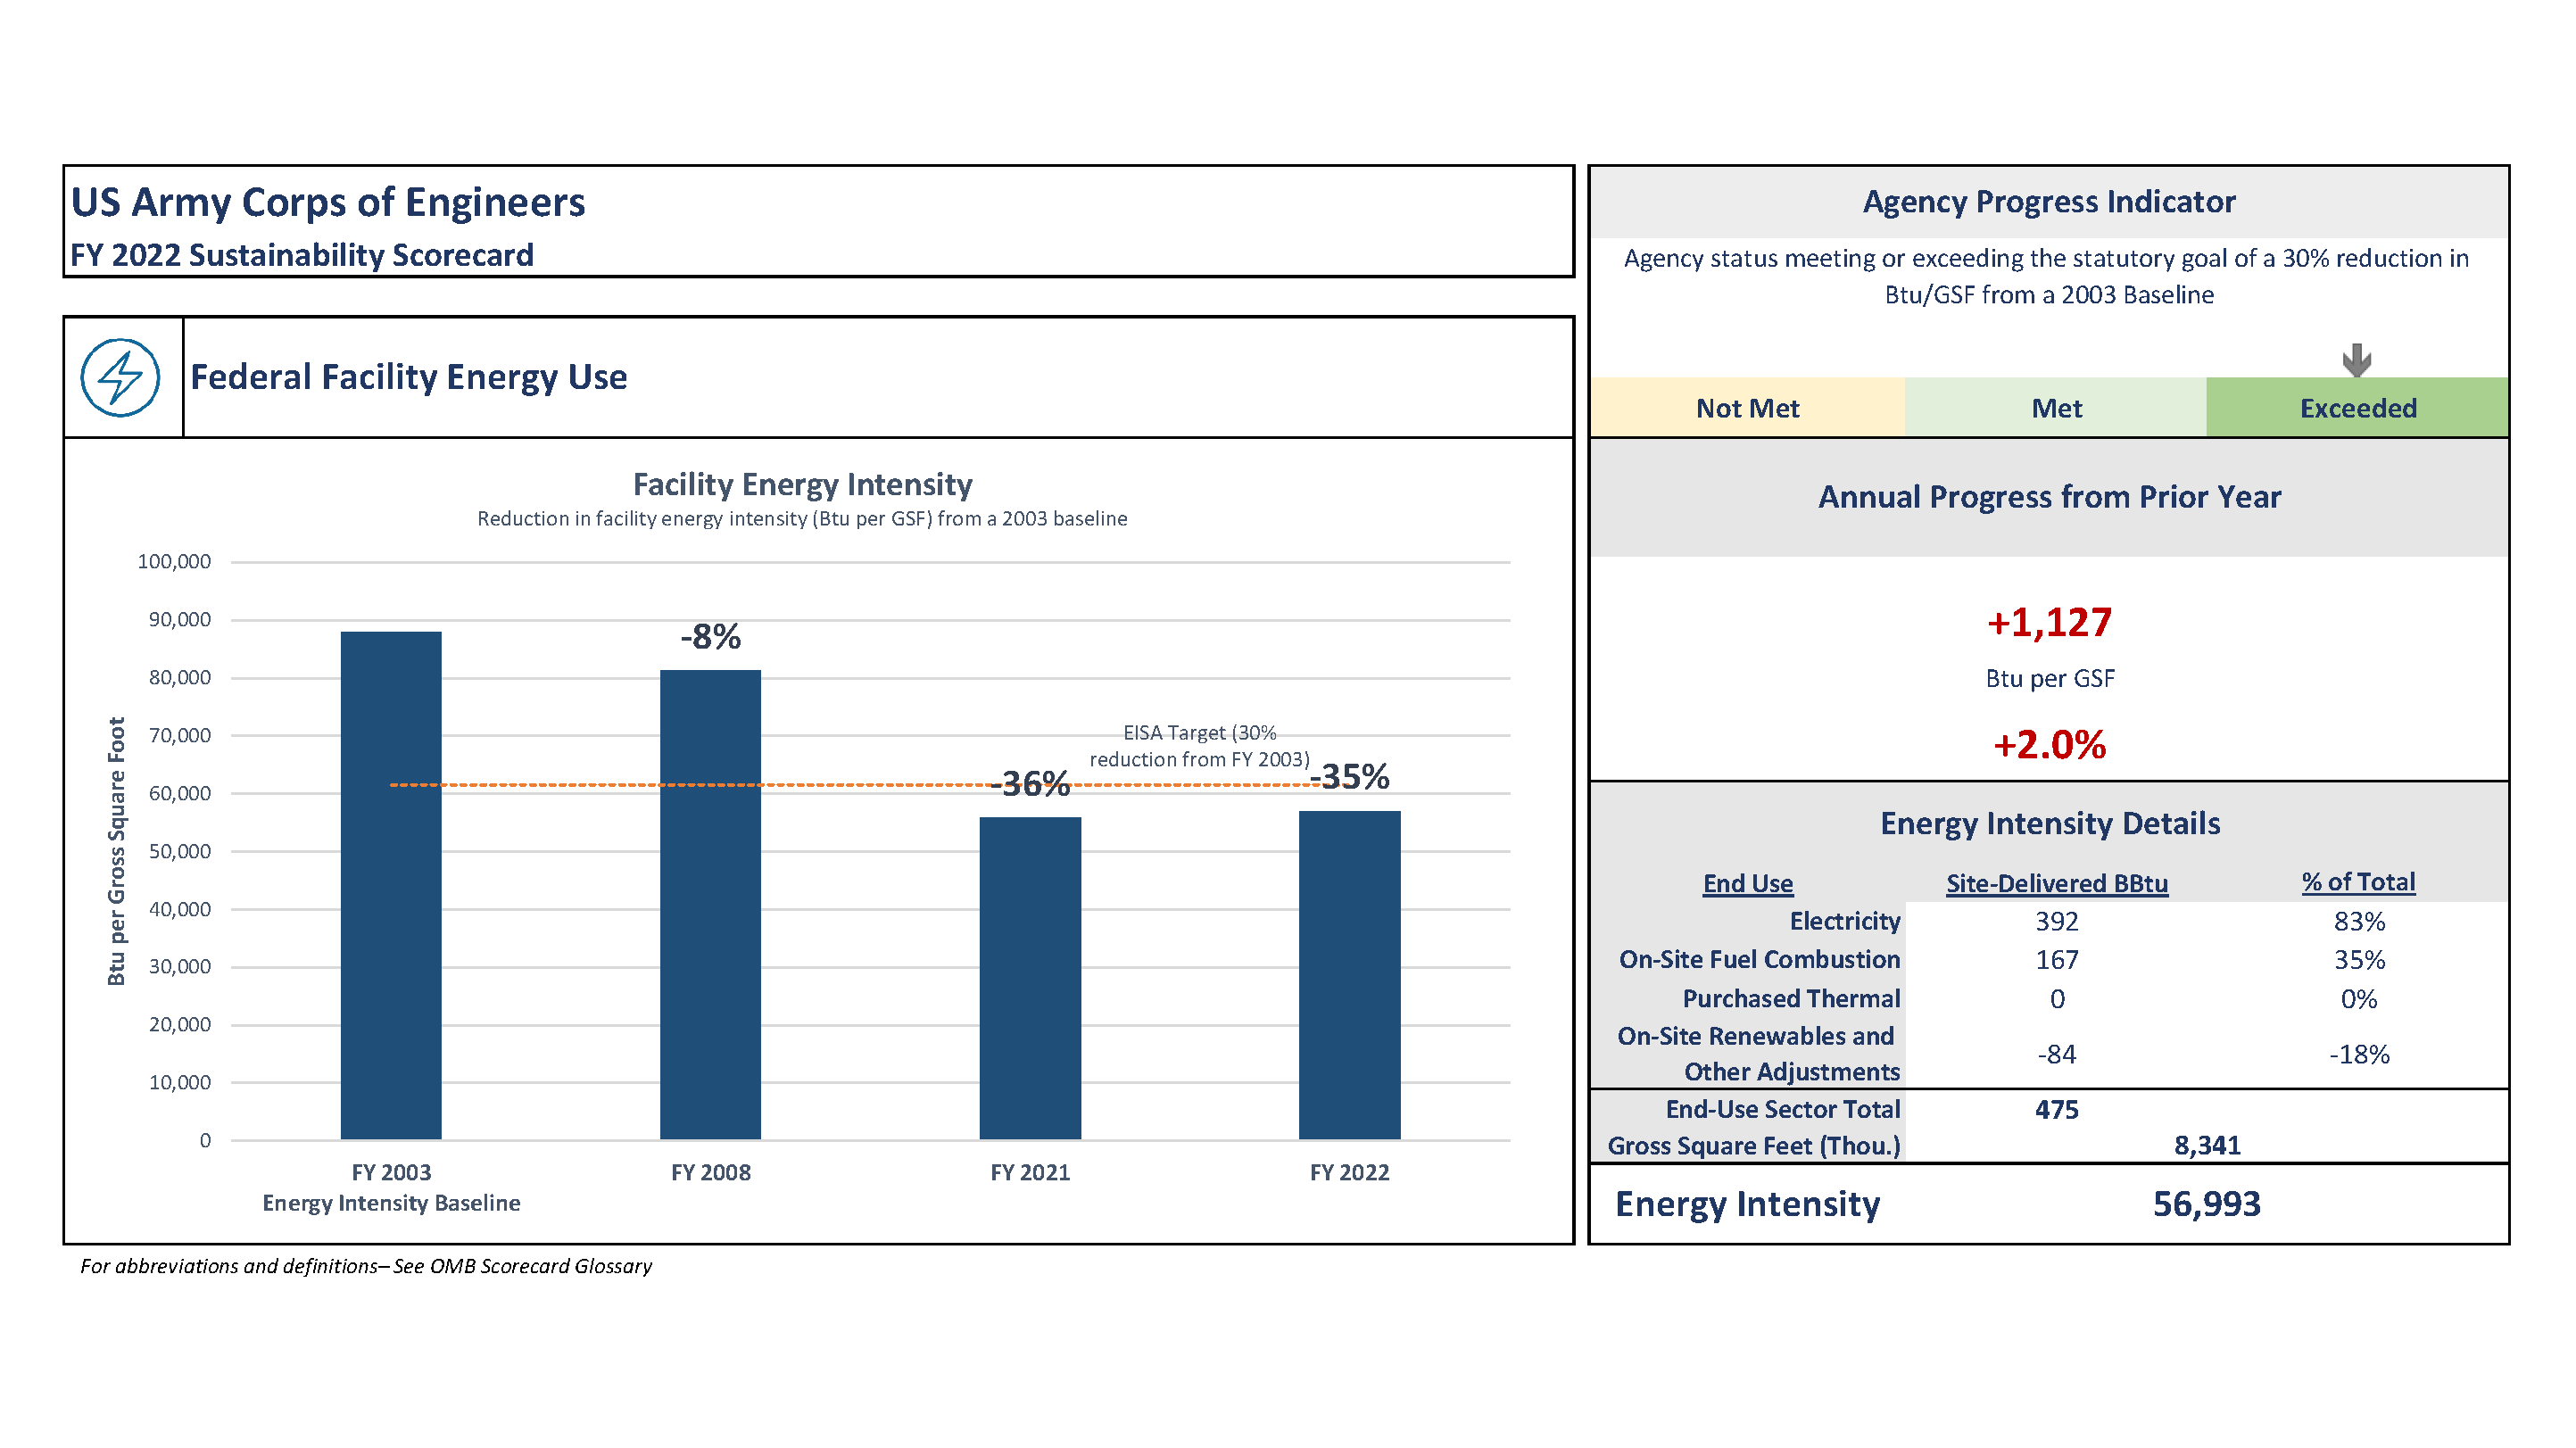 US Army Corps of Engineers
FY 2022 Sustainability Scorecard
Federal Facility Energy Use
Facility Energy Intensity
Reduction in facility energy intensity (Btu per GSF) from a 2003 baseline
Btu per Gross Square Foot
100,000
90,000
80,000
70,000
60,000
50,000
40,000
30,000
20,000
10,000
0
-8%
-36%
-35%
EISA Target (30%
reduction from FY 2003)
FY 2003
Energy Intensity Baseline
FY 2008
FY 2021
FY 2022
For abbreviations and definitions– See OMB Scorecard Glossary
Agency Progress Indicator
Agency status meeting or exceeding the statutory goal of a 30% reduction in
Btu/GSF from a 2003 Baseline
Not Met Met Exceeded
Annual Progress from Prior Year
+1,127
Btu per GSF
+2.0%
Energy Intensity Details
End Use Site-Delivered BBtu % of Total
Electricity 392 83%
On-Site Fuel Combustion 167 35%
Purchased Thermal 0 0%
On-Site Renewables and
Other Adjustments -84 -18%
End-Use Sector Total 475
Gross Square Feet (Thou.) 8,341
Energy Intensity 56,993